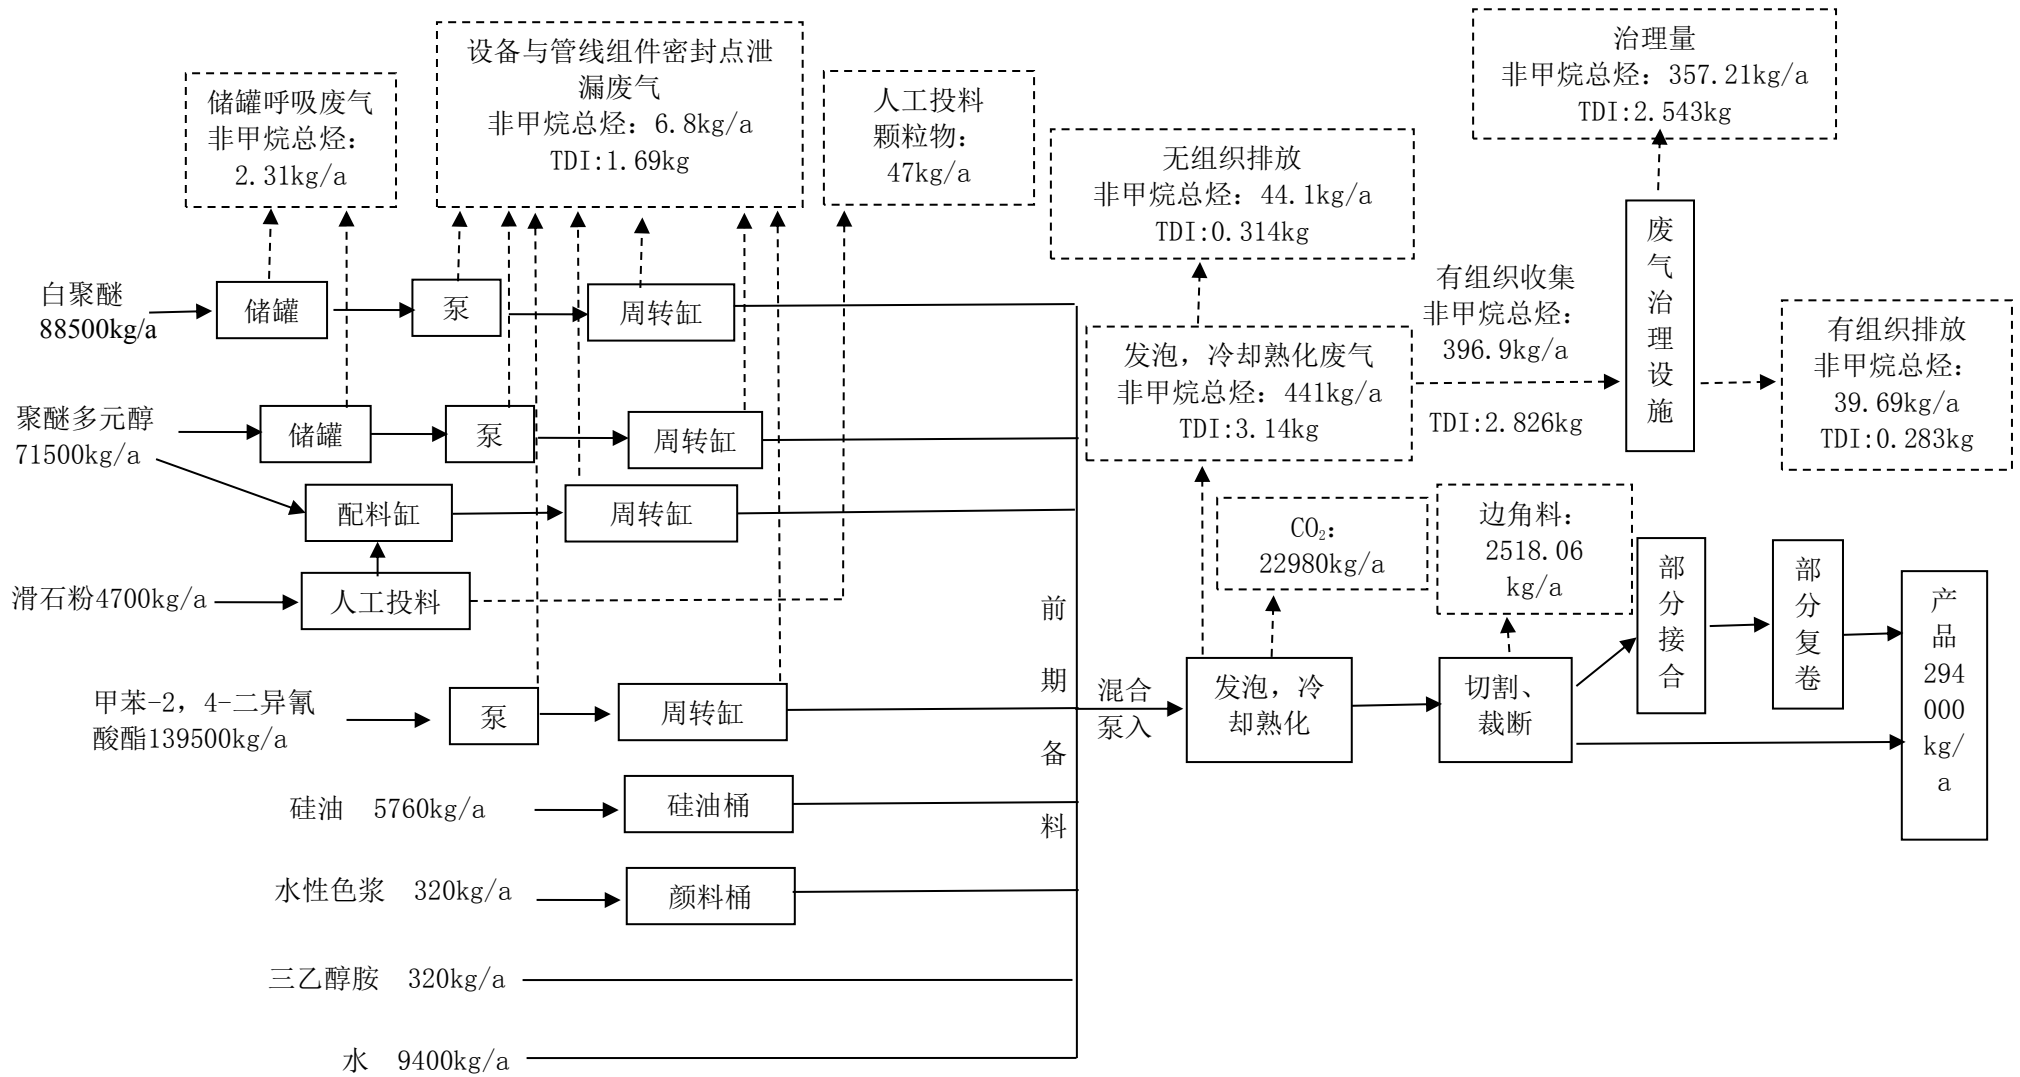 治理量
非甲烷总烃：357.21kg/a
TDI:2.543kg
设备与管线组件密封点泄
漏废气
非甲烷总烃：6.8kg/a
TDI:1.69kg
储罐呼吸废气
非甲烷总烃：
2.31kg/a
人工投料
颗粒物：
47kg/a
无组织排放
非甲烷总烃：44.1kg/a
TDI:0.314kg
废
气
治
理
设
施
白聚醚
88500kg/a
储罐
泵
周转缸
有组织收集
非甲烷总烃：
396.9kg/a
TDI:2.826kg
有组织排放
非甲烷总烃：
39.69kg/a
TDI:0.283kg
发泡，冷却熟化废气
非甲烷总烃：441kg/a
TDI:3.14kg
聚醚多元醇
71500kg/a
储罐
泵
周转缸
配料缸
周转缸
CO₂：
22980kg/a
边角料：
2518.06
kg/a
滑石粉4700kg/a
人工投料
前
期
备
料
部
分
接
合
部
分
复
卷
产
品
294
000
kg/
a
甲苯-2，4-二异氰
酸酯139500kg/a
泵
周转缸
混合
泵入
发泡，冷
却熟化
切割、
裁断
硅油 5760kg/a
硅油桶
水性色浆 320kg/a
颜料桶
三乙醇胺 320kg/a
水 9400kg/a